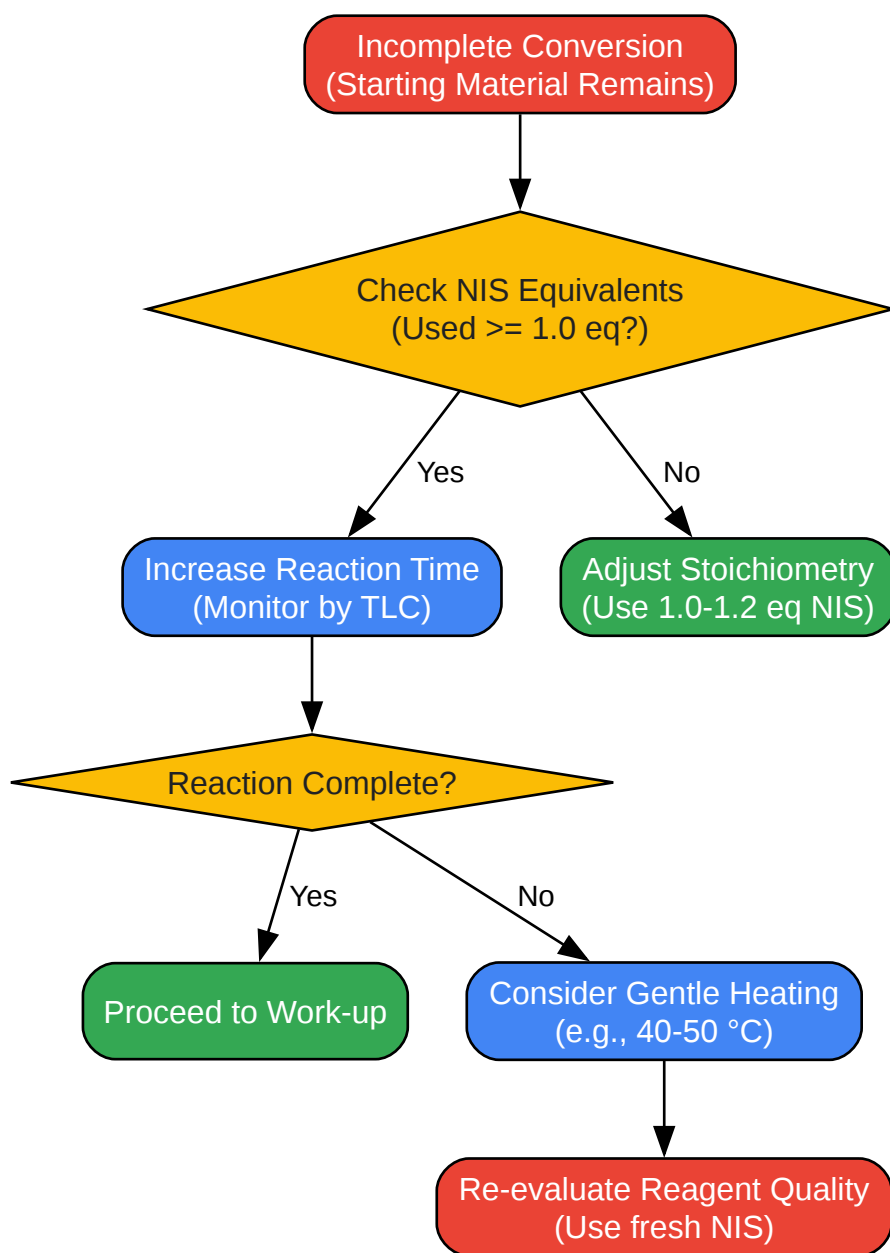 Incomplete Conversion
(Starting Material Remains)
Check NIS Equivalents
(Used >= 1.0 eq?)
Yes
No
Increase Reaction Time
(Monitor by TLC)
Adjust Stoichiometry
(Use 1.0-1.2 eq NIS)
Reaction Complete?
Yes
No
Proceed to Work-up
Consider Gentle Heating
(e.g., 40-50 °C)
Re-evaluate Reagent Quality
(Use fresh NIS)